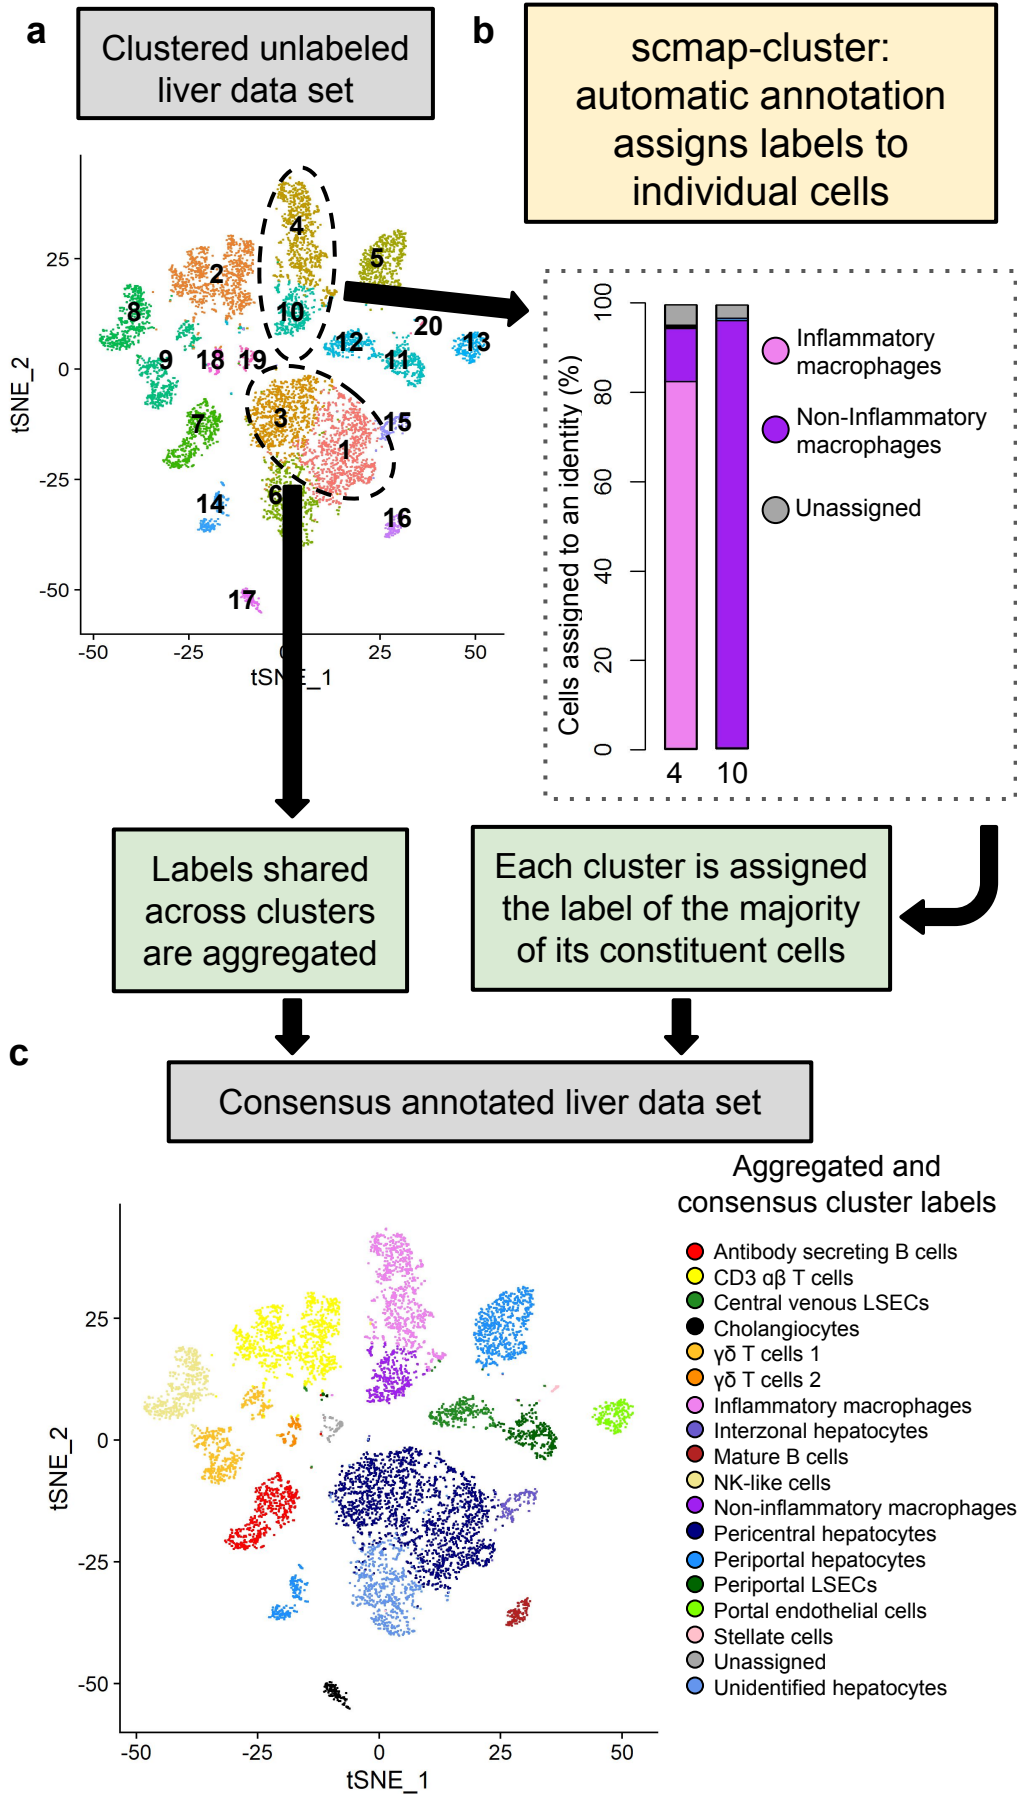 a
Clustered unlabeled
liver data set
b
scmap-cluster:
automatic annotation
assigns labels to
individual cells
tSNE_2
25
0
-25
-50
-50
-25
25
50
1
2
3
4
5
6
7
8
9
10
11
12
13
14
15
16
17
18
19
20
Cells assigned to an identity (%)
100
80
60
40
20
0
4
10
Inflammatory
macrophages
Non-Inflammatory
macrophages
Unassigned
Labels shared
across clusters
are aggregated
Each cluster is assigned
the label of the majority
of its constituent cells
c
Consensus annotated liver data set
Aggregated and
consensus cluster labels
Antibody secreting B cells
CD3 αβ T cells
Central venous LSECs
Cholangiocytes
γδ T cells 1
γδ T cells 2
Inflammatory macrophages
Interzonal hepatocytes
Mature B cells
NK-like cells
Non-inflammatory macrophages
Pericentral hepatocytes
Periportal hepatocytes
Periportal LSECs
Portal endothelial cells
Stellate cells
Unassigned
Unidentified hepatocytes
tSNE_2
25
0
-25
-50
-50
-25
0
25
50
tSNE_1